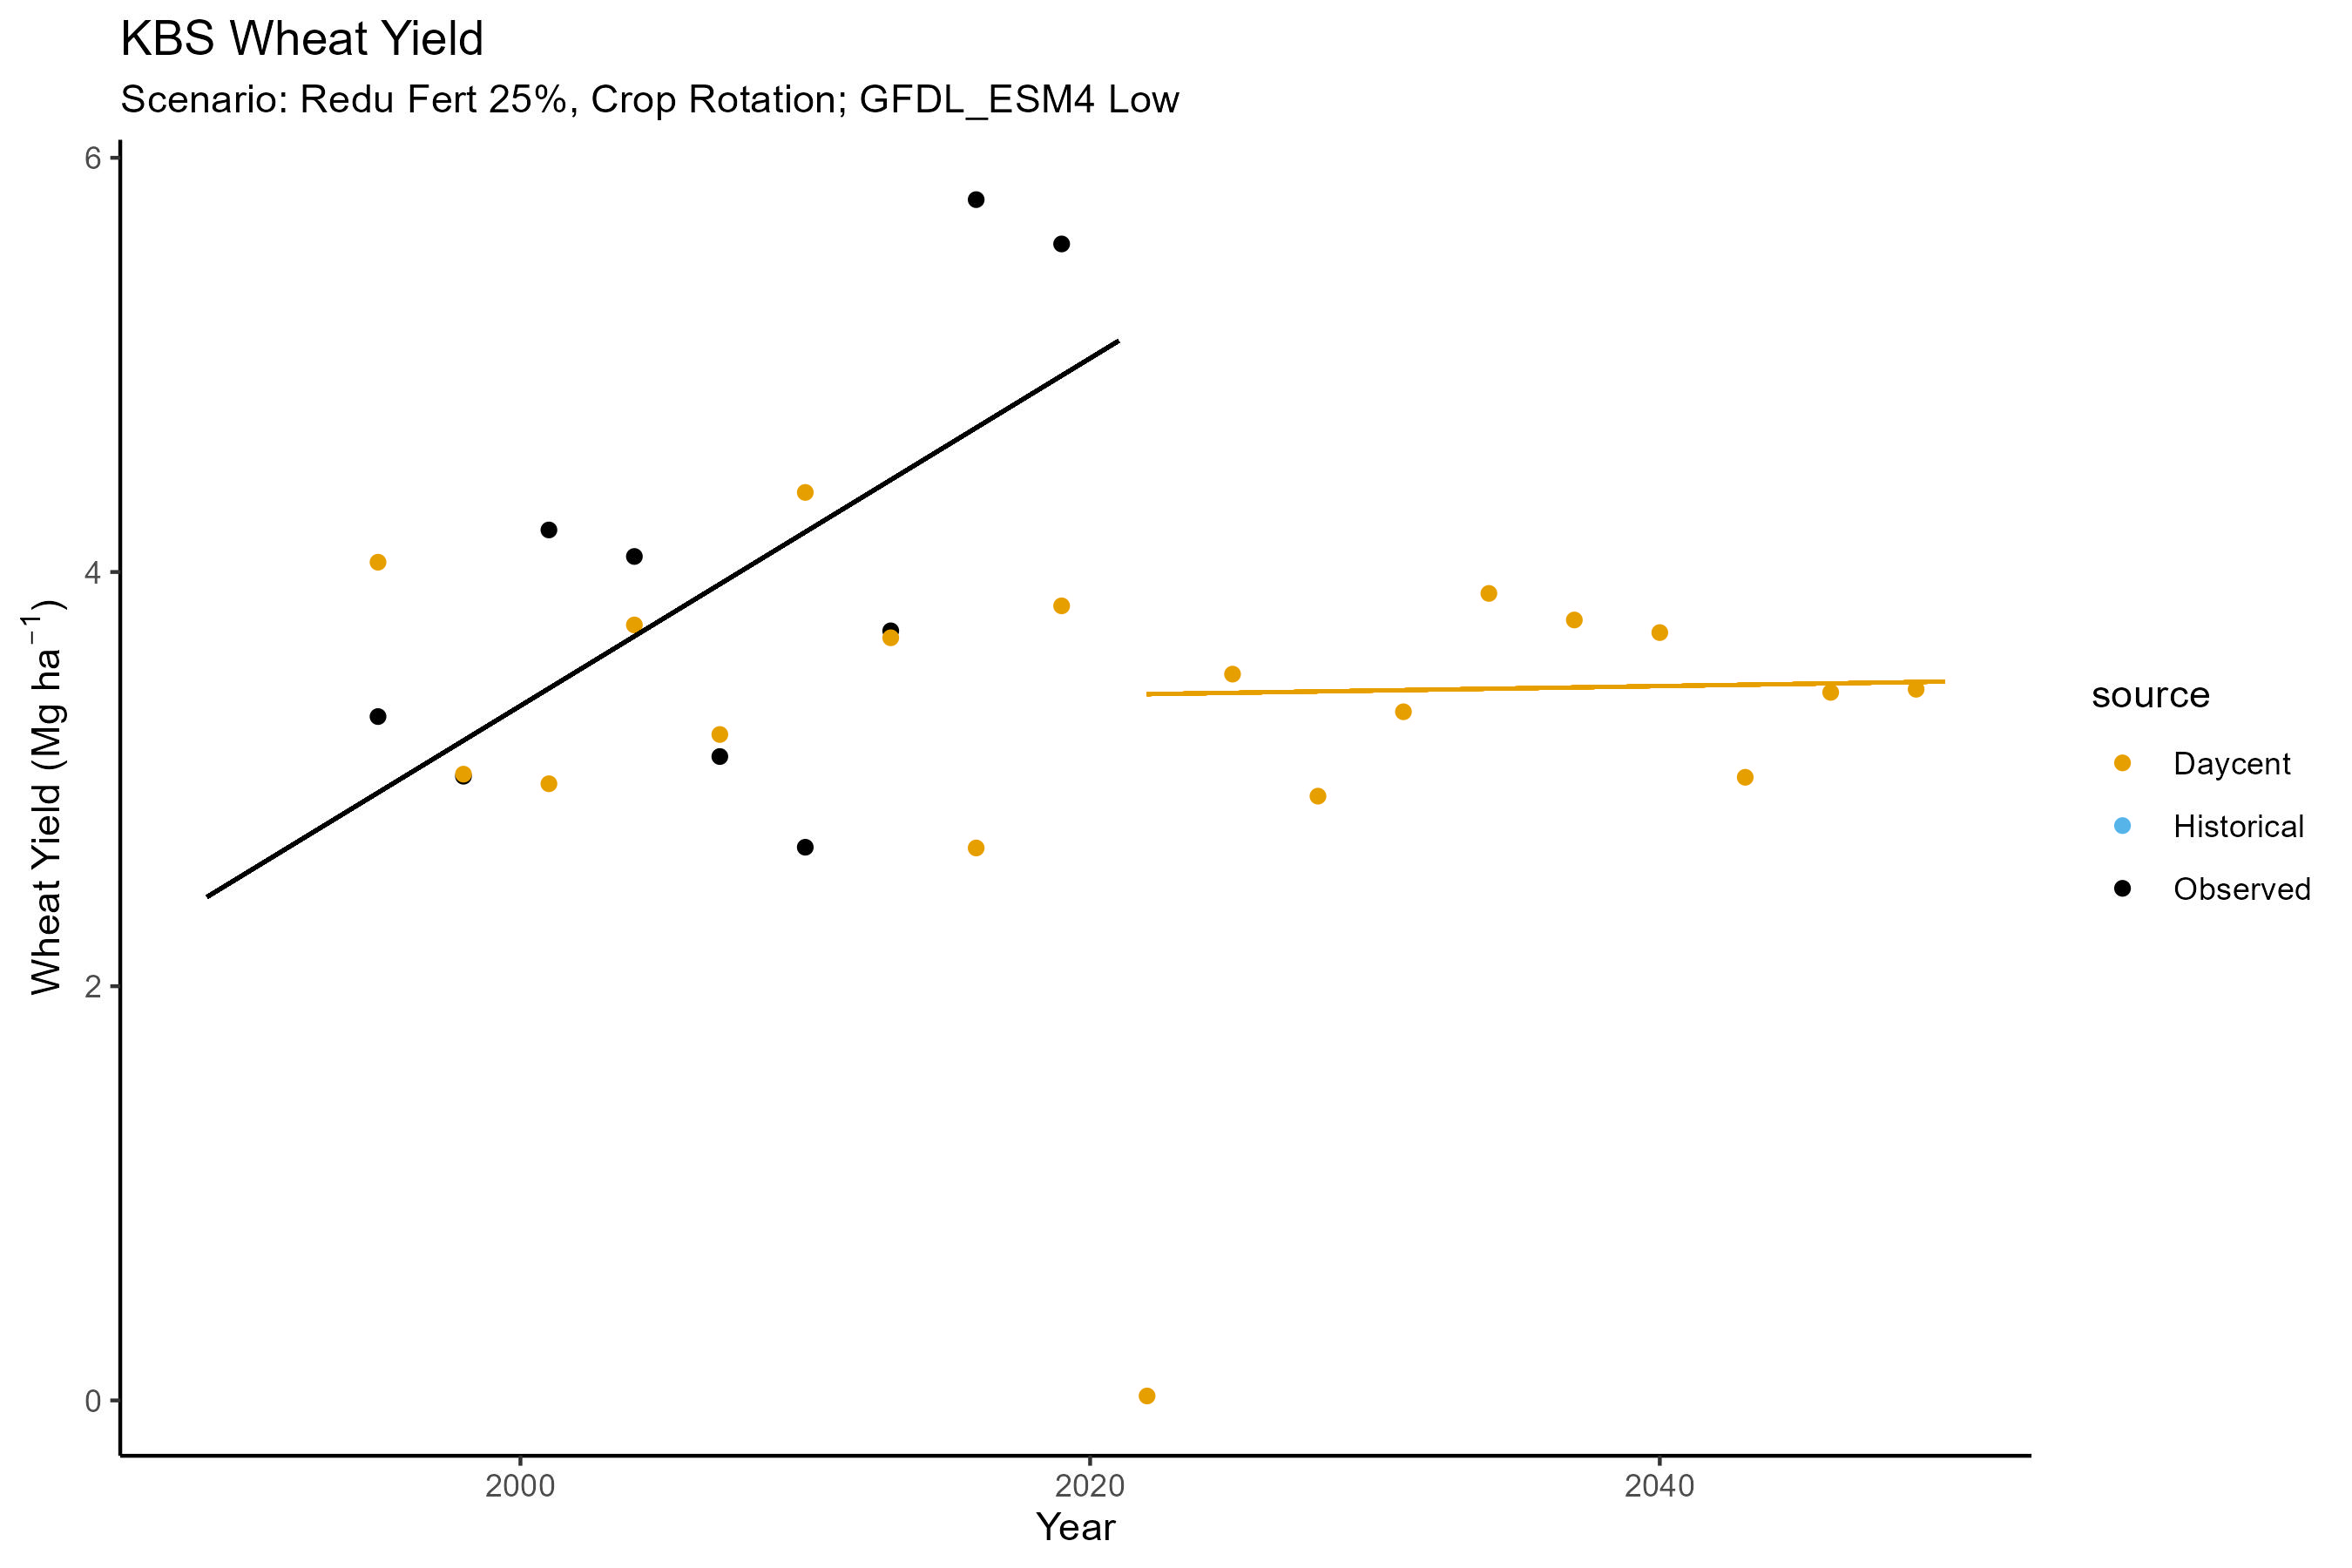 KBS Wheat Yield
Scenario: Redu Fert 25%, Crop Rotation; GFDL_ESM4 Low
6
4
2
0
Wheat Yield (Mg ha⁻¹)
2000
2020
2040
Year
source
Daycent
Historical
Observed